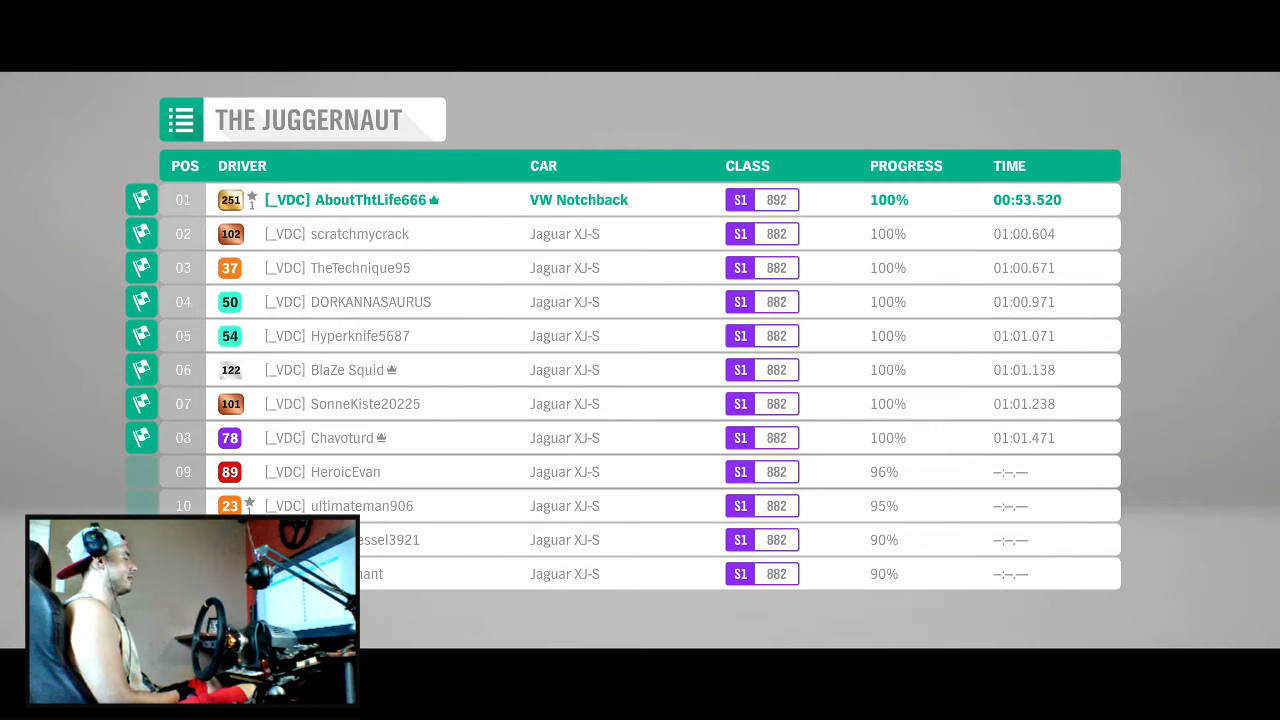 THE JUGGERNAUT
POS DRIVER CAR CLASS PROGRESS TIME
01 251 1 [_VDC] AboutThtLife666 VW Notchback S1 892 100% 00:53.520
02 102 [_VDC] scratchmycrack Jaguar XJ-S S1 882 100% 01:00.604
03 37 [_VDC] TheTechnique95 Jaguar XJ-S S1 882 100% 01:00.671
04 50 [_VDC] DORKANNASAURUS Jaguar XJ-S S1 882 100% 01:00.971
05 54 [_VDC] Hyperknife5687 Jaguar XJ-S S1 882 100% 01:01.071
06 122 [_VDC] BlaZe Squid Jaguar XJ-S S1 882 100% 01:01.138
07 101 [_VDC] SonneKiste20225 Jaguar XJ-S S1 882 100% 01:01.238
08 78 [_VDC] Chavoturd Jaguar XJ-S S1 882 100% 01:01.471
09 89 [_VDC] HeroicEvan Jaguar XJ-S S1 882 96% --:--.---
10 23 1 [_VDC] ultimateman906 Jaguar XJ-S S1 882 95% --:--.---
Jaguar XJ-S S1 882 90% --:--.---
Jaguar XJ-S S1 882 90% --:--.---